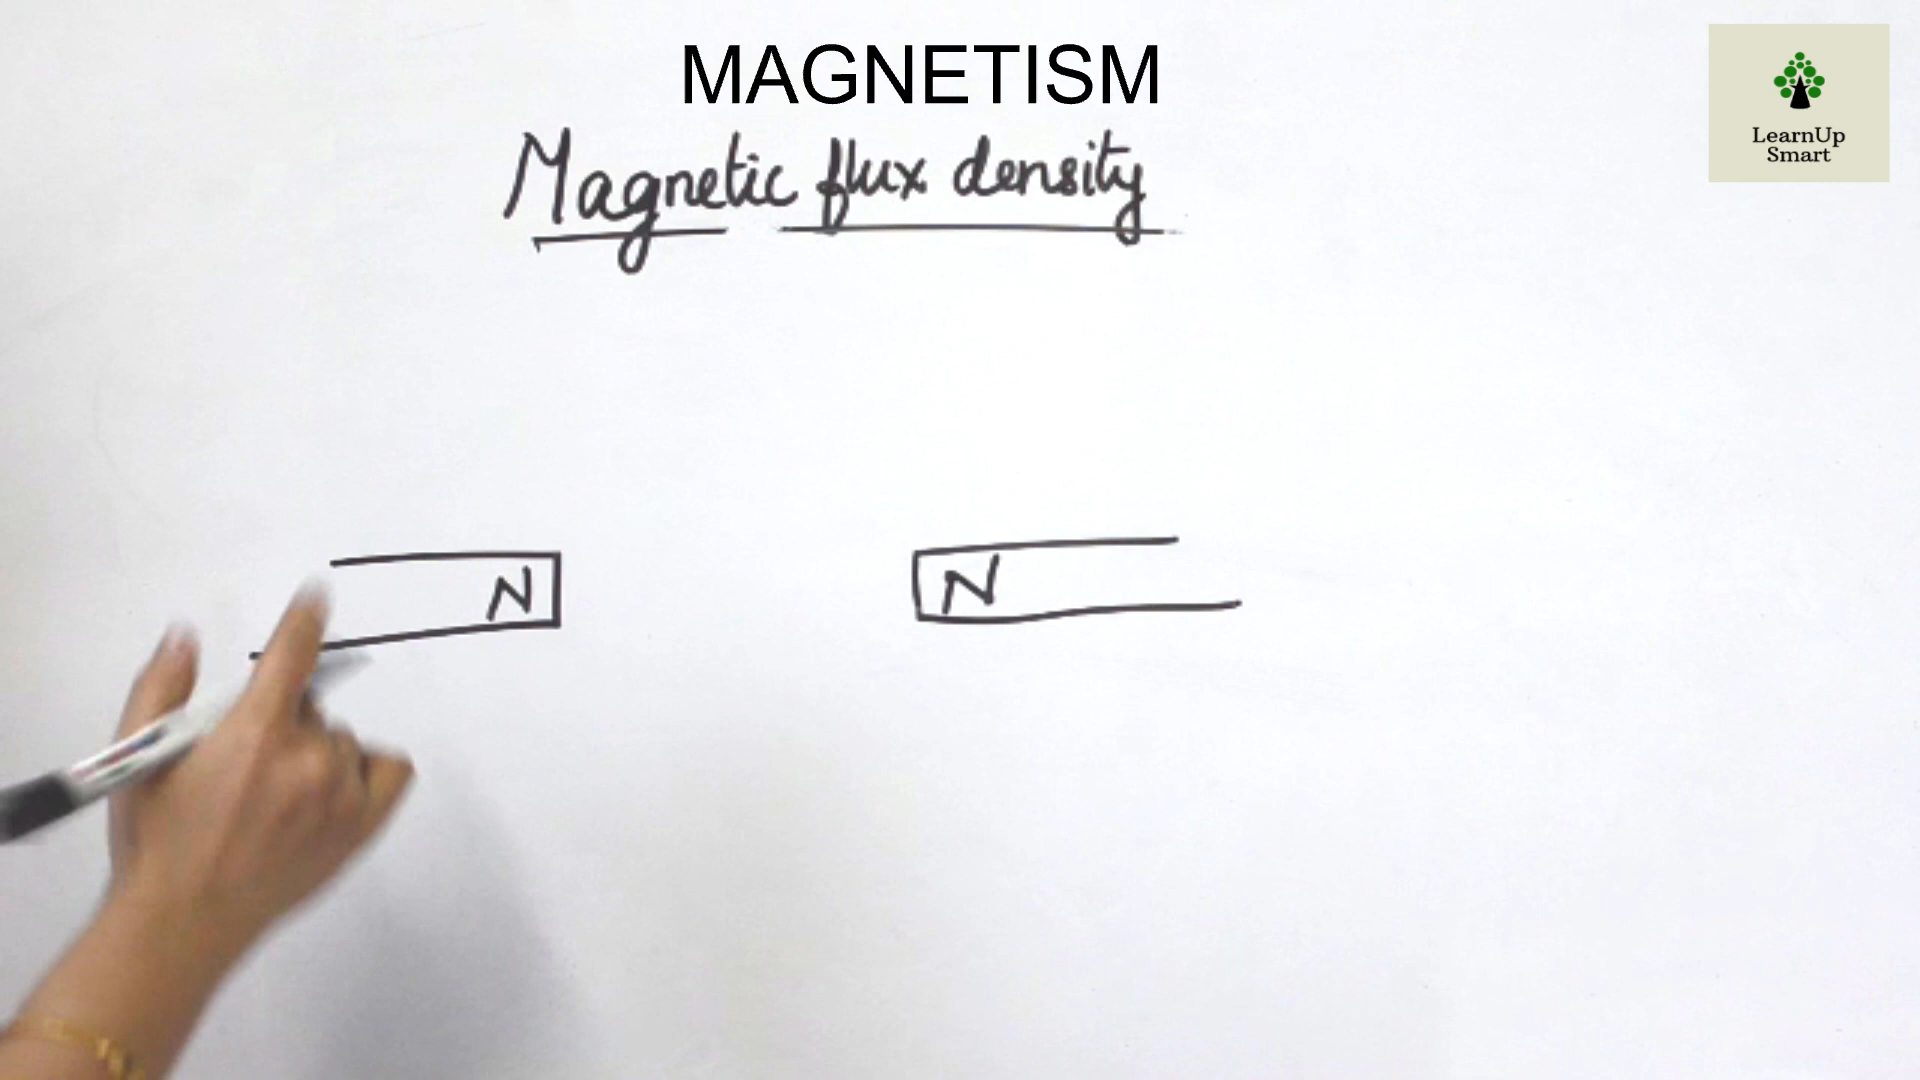 MAGNETISM
LearnUp
Smart
Magnetic flux density
N
N